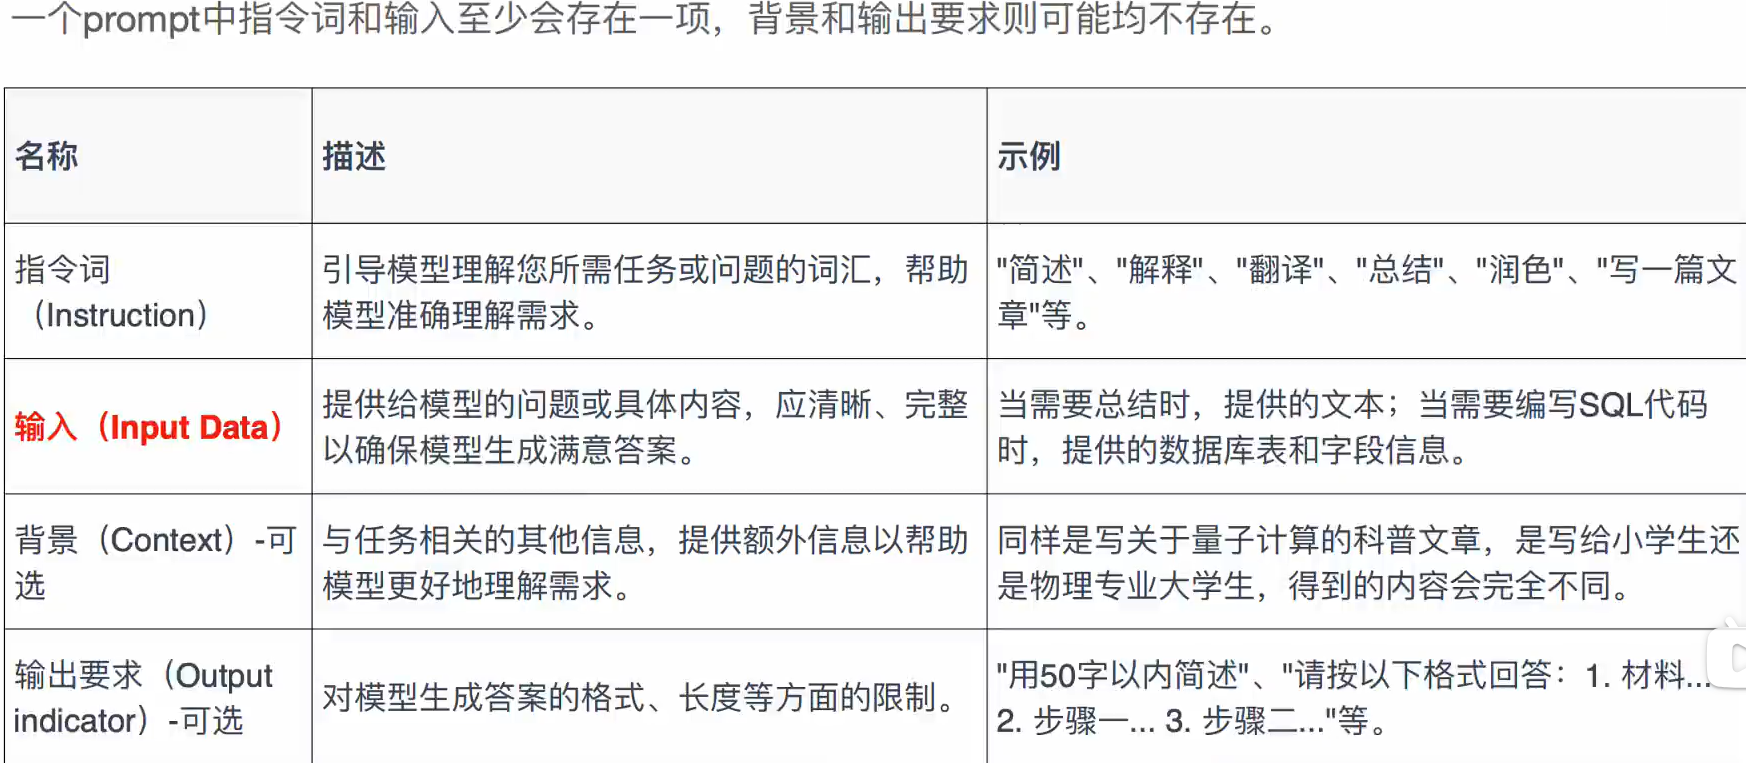 一个prompt中指令词和输入至少会存在一项，背景和输出要求则可能均不存在。
名称
描述
示例
指令词
（Instruction）
引导模型理解您所需任务或问题的词汇，帮助
模型准确理解需求。
"简述"、"解释"、"翻译"、"总结"、"润色"、"写一篇文
章"等。
输入（Input Data）
提供给模型的问题或具体内容，应清晰、完整
以确保模型生成满意答案。
当需要总结时，提供的文本；当需要编写SQL代码
时，提供的数据库表和字段信息。
背景（Context）-可
选
与任务相关的其他信息，提供额外信息以帮助
模型更好地理解需求。
同样是写关于量子计算的科普文章，是写给小学生还
是物理专业大学生，得到的内容会完全不同。
输出要求（Output
indicator）-可选
对模型生成答案的格式、长度等方面的限制。
"用50字以内简述"、"请按以下格式回答：1. 材料...
2. 步骤一... 3. 步骤二..."等。